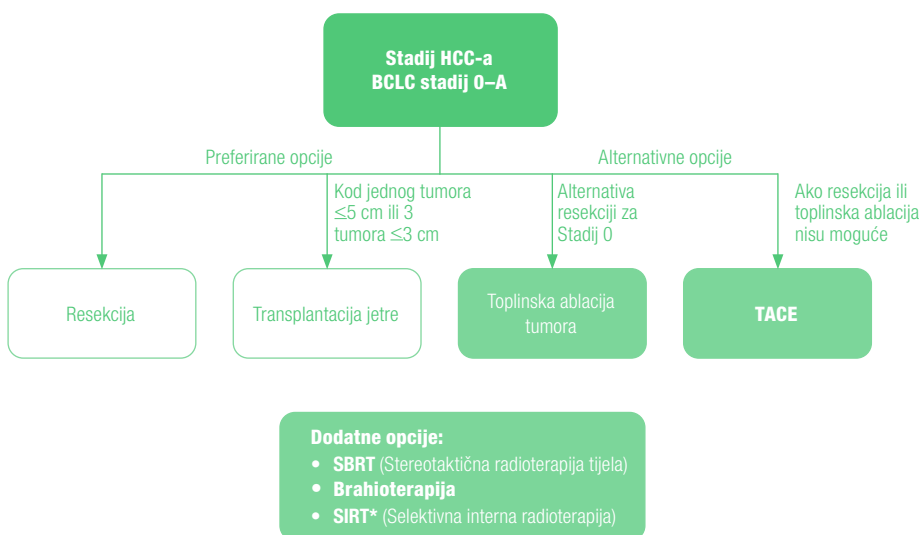 Stadij HCC-a
BCLC stadij 0–A
Preferirane opcije
Alternativne opcije
Kod jednog tumora
≤5 cm ili 3
tumora ≤3 cm
Alternativa
resekciji za
Stadij 0
Ako resekcija ili
toplinska ablacija
nisu moguće
Resekcija
Transplantacija jetre
Toplinska ablacija
tumora
TACE
Dodatne opcije:
• SBRT (Stereotaktična radioterapija tijela)
• Brahioterapija
• SIRT* (Selektivna interna radioterapija)